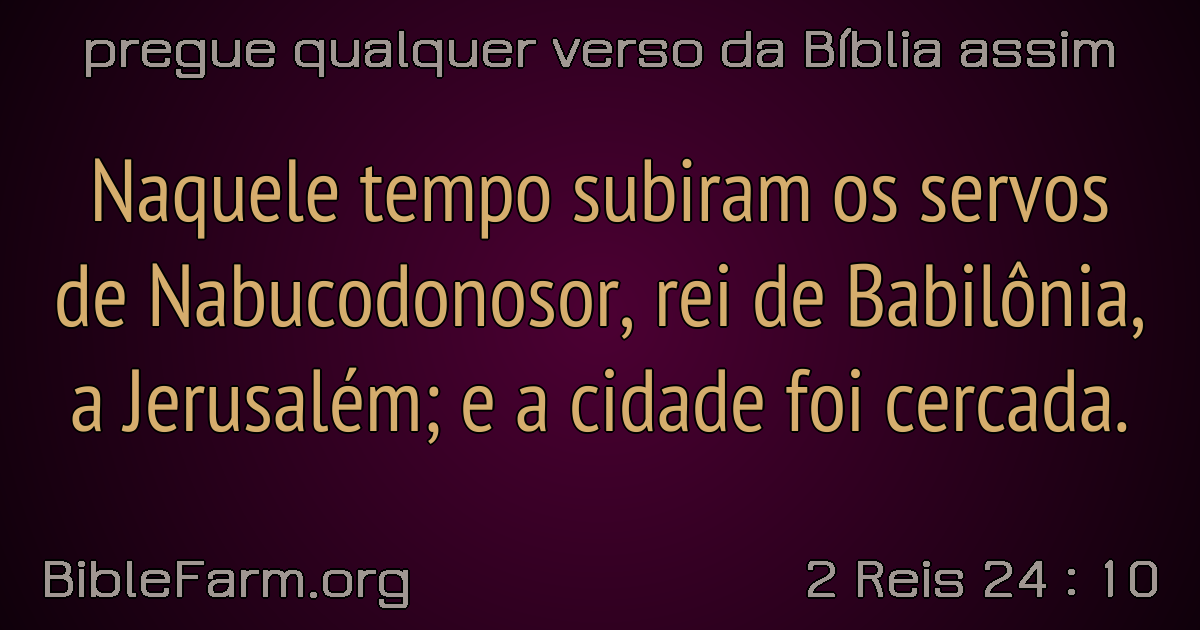 pregue qualquer verso da Bíblia assim
Naquele tempo subiram os servos
de Nabucodonosor, rei de Babilônia,
a Jerusalém; e a cidade foi cercada.
BibleFarm.org
2 Reis 24 : 10